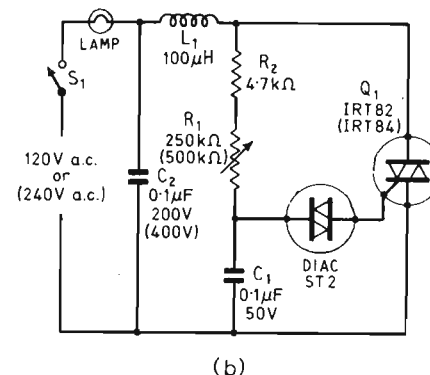 LAMP
S₁
L₁
100μH
R₂
4·7kΩ
Q₁
IRT82
(IRT84)
R₁
250kΩ
(500kΩ)
120V a.c.
or
(240V a.c.)
C₂
0·1μF
200V
(400V)
DIAC
ST2
C₁
0·1μF
50V
(b)